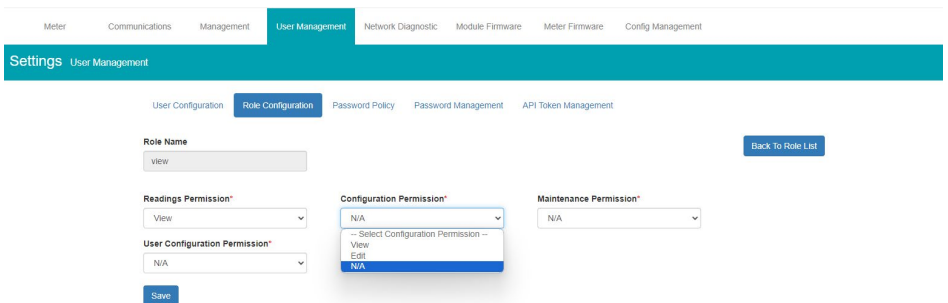 Meter Communications Management User Management Network Diagnostic Module Firmware Meter Firmware Config Management
Settings User Management
User Configuration Role Configuration Password Policy Password Management API Token Management
Role Name
Back To Role List
view
Readings Permission* Configuration Permission* Maintenance Permission*
View N/A N/A
-- Select Configuration Permission --
View
Edit
N/A
User Configuration Permission*
N/A
Save